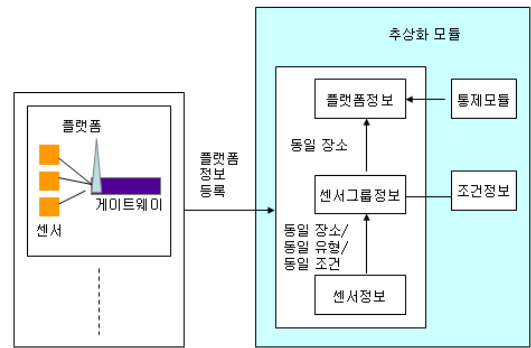 추상화 모듈
플랫폼정보
통제모듈
플랫폼
동일 장소
플랫폼
정보
등록
게이트웨이
센서그룹정보
조건정보
센서
동일 장소/
동일 유형/
동일 조건
센서정보